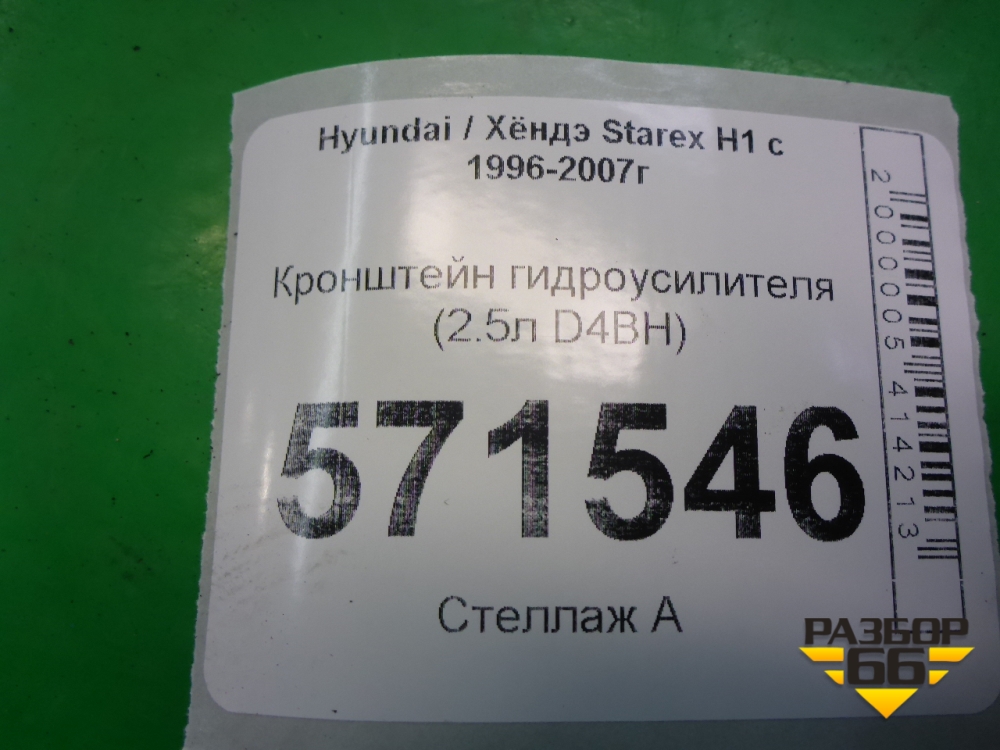 Hyundai / Хёндэ Starex H1 с
1996-2007г
Кронштейн гидроусилителя
(2.5л D4BH)
571546
Стеллаж А
2000005414213
РАЗБОР
66